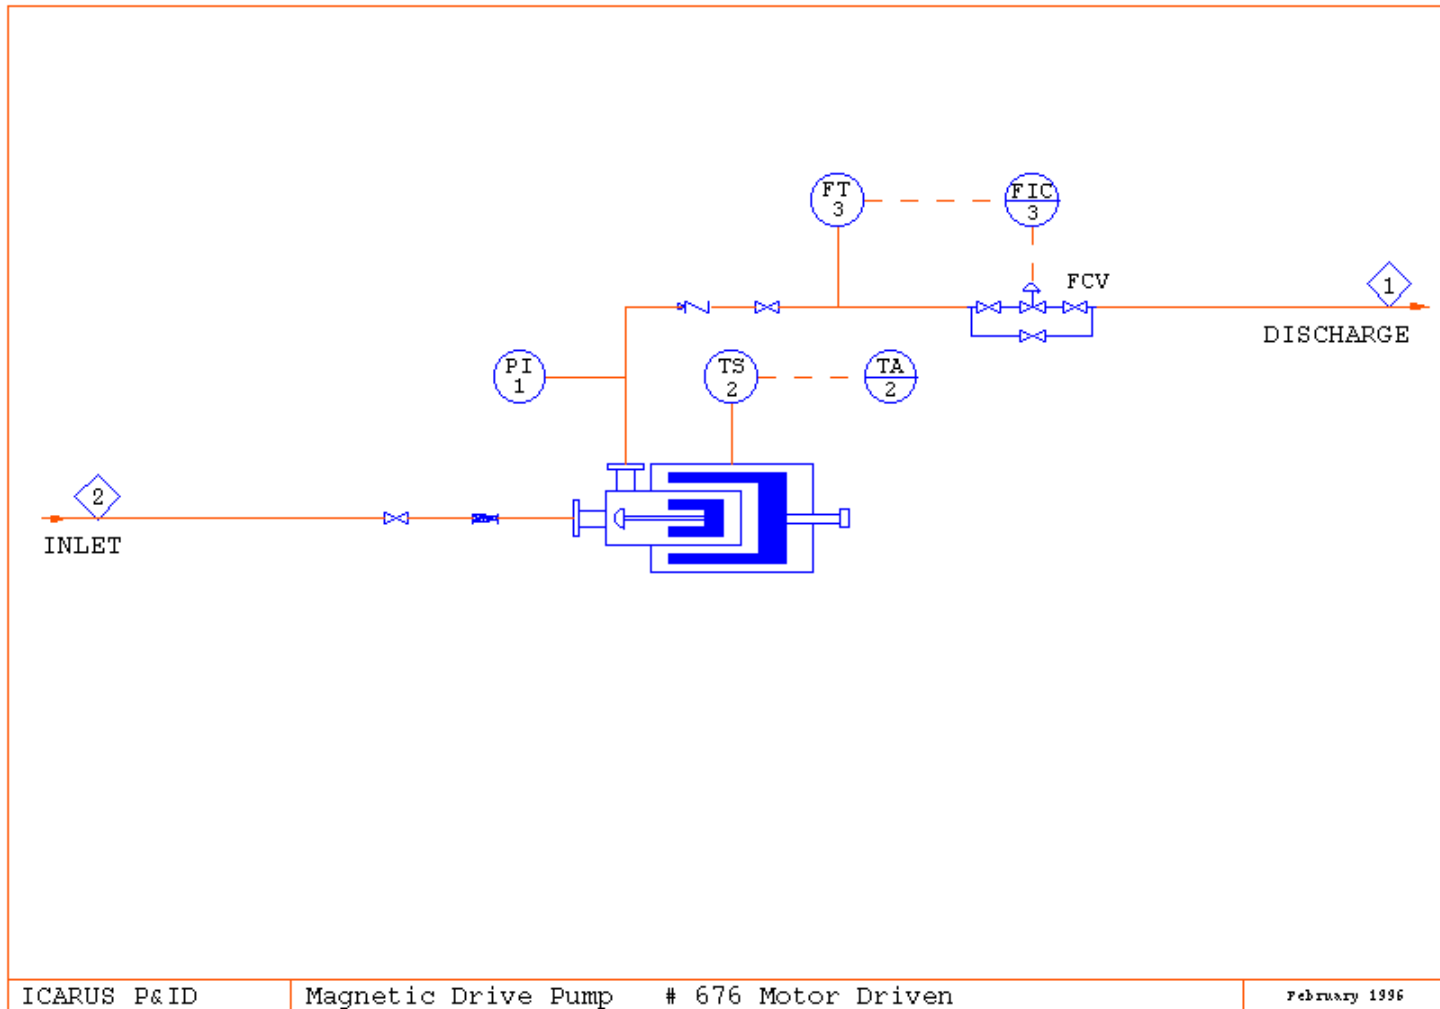 FT
3
FIC
3
FCV
1
DISCHARGE
PI
1
TS
2
TA
2
2
INLET
ICARUS P&ID
Magnetic Drive Pump # 676 Motor Driven
February 1996